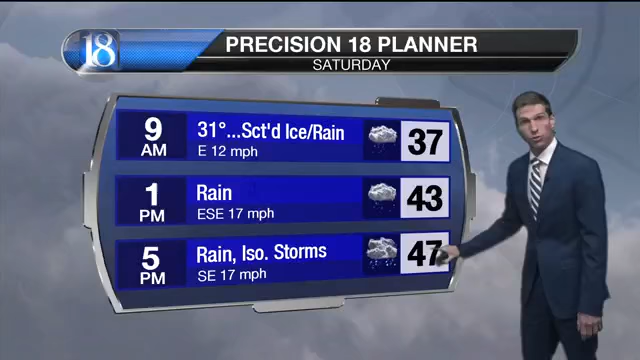 18
PRECISION 18 PLANNER
SATURDAY
9 AM
31°...Sct'd Ice/Rain
E 12 mph
37
1 PM
Rain
ESE 17 mph
43
5 PM
Rain, Iso. Storms
SE 17 mph
47